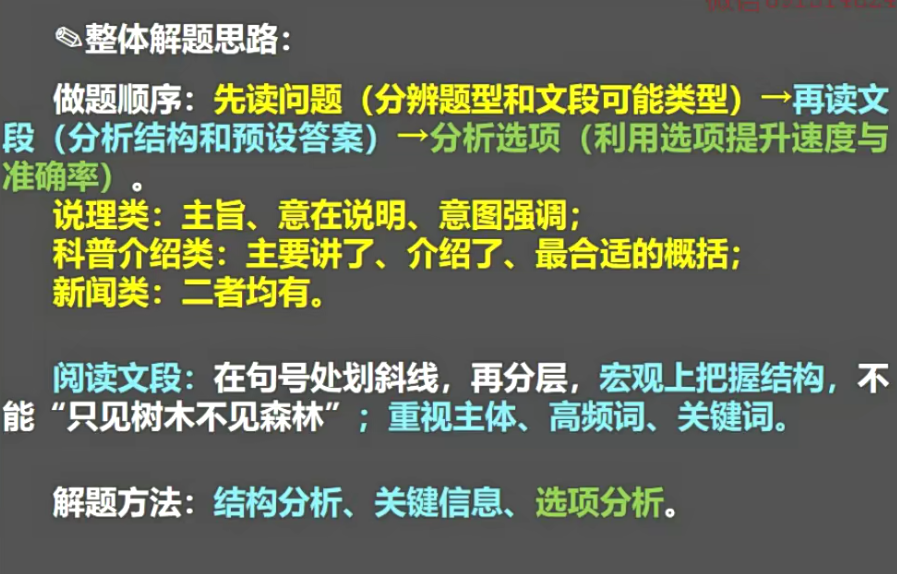 ✎整体解题思路：
做题顺序：先读问题（分辨题型和文段可能类型）→再读文
段（分析结构和预设答案）→分析选项（利用选项提升速度与
准确率）。
说理类：主旨、意在说明、意图强调；
科普介绍类：主要讲了、介绍了、最合适的概括；
新闻类：二者均有。
阅读文段：在句号处划斜线，再分层，宏观上把握结构，不
能“只见树木不见森林”；重视主体、高频词、关键词。
解题方法：结构分析、关键信息、选项分析。